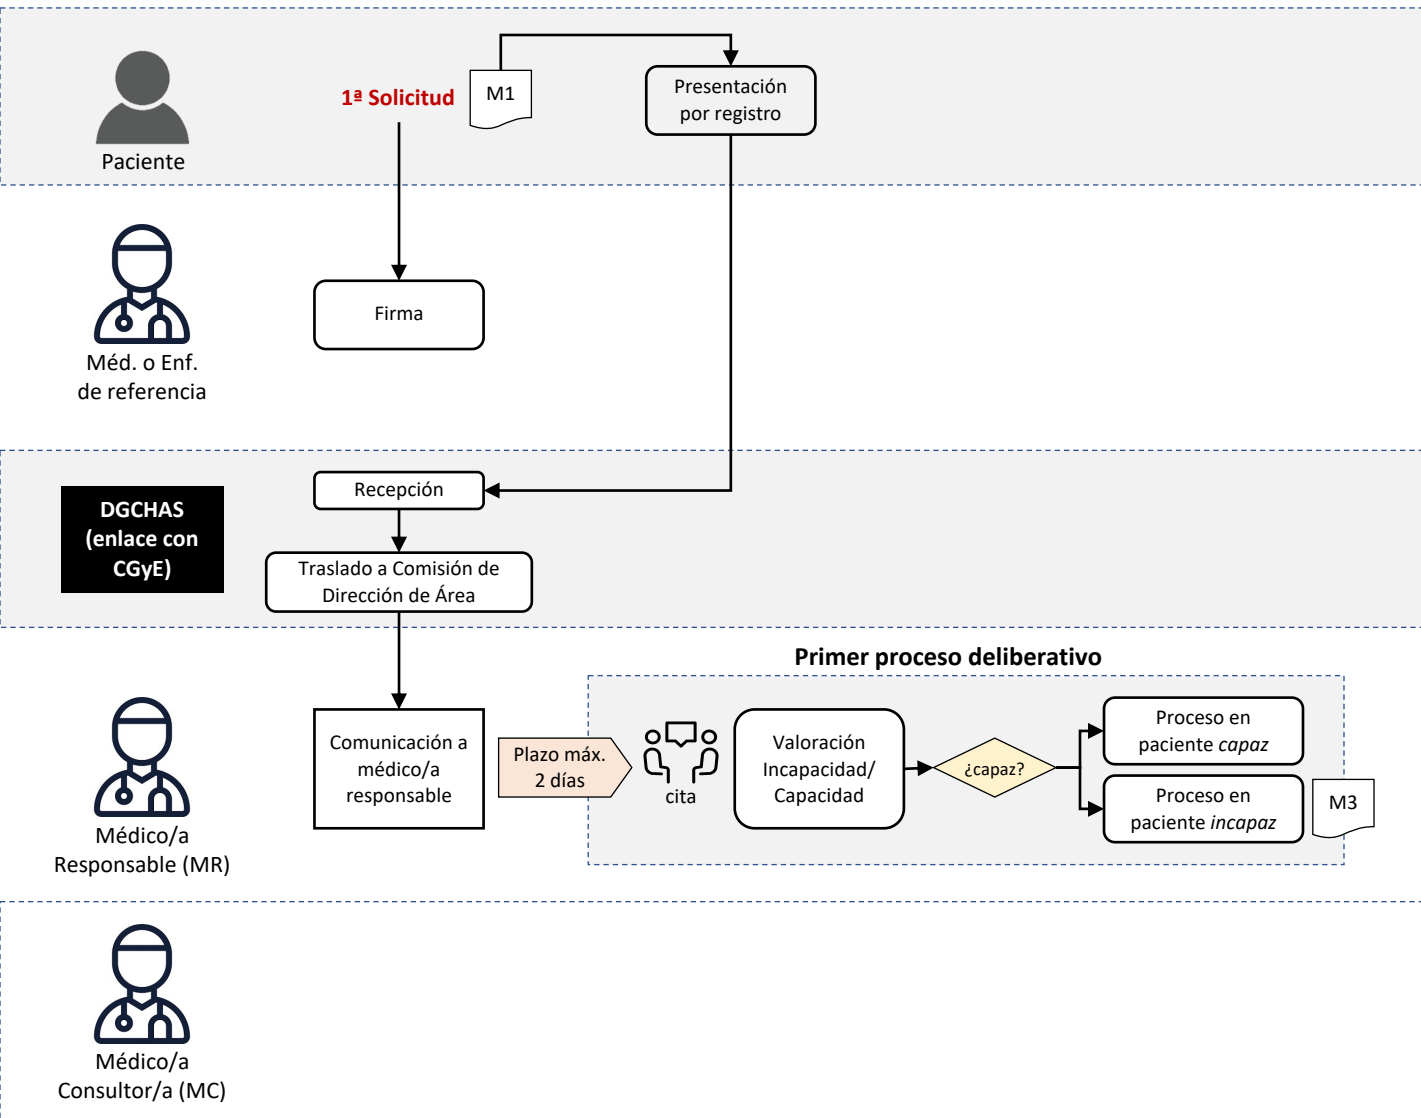 1ª Solicitud
M1
Presentación
por registro
Paciente
Firma
Méd. o Enf.
de referencia
DGCHAS
(enlace con
CGyE)
Recepción
Traslado a Comisión de
Dirección de Área
Primer proceso deliberativo
Comunicación a
médico/a
responsable
Plazo máx.
2 días
cita
Valoración
Incapacidad/
Capacidad
¿capaz?
Proceso en
paciente capaz
Proceso en
paciente incapaz
M3
Médico/a
Responsable (MR)
Médico/a
Consultor/a (MC)